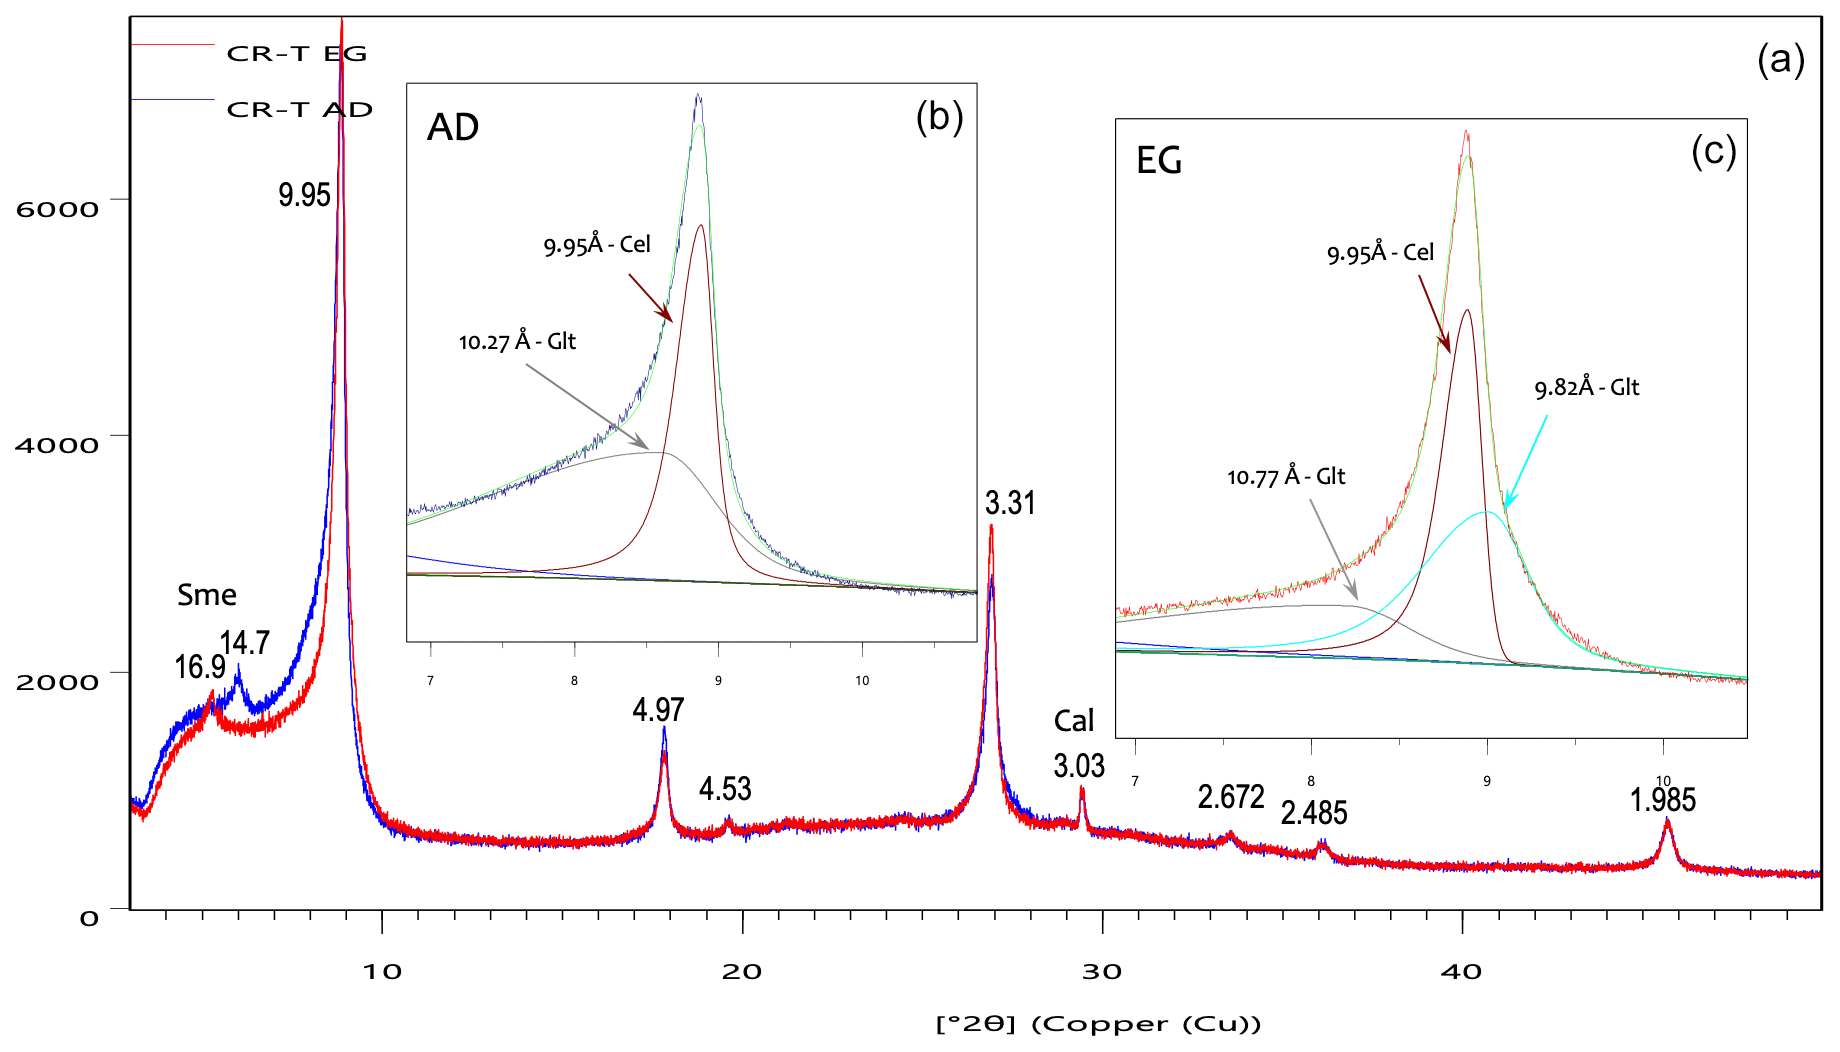 (a)
CR-T EG
CR-T AD
AD
(b)
9.95Å - Cel
10.27 Å - Glt
7
8
9
10
EG
(c)
9.95Å - Cel
9.82Å - Glt
10.77 Å - Glt
7
8
9
10
9.95
6000
4000
2000
0
Sme
14.7
16.9
4.97
4.53
3.31
Cal
3.03
2.672
2.485
1.985
10
20
30
40
[°2θ] (Copper (Cu))